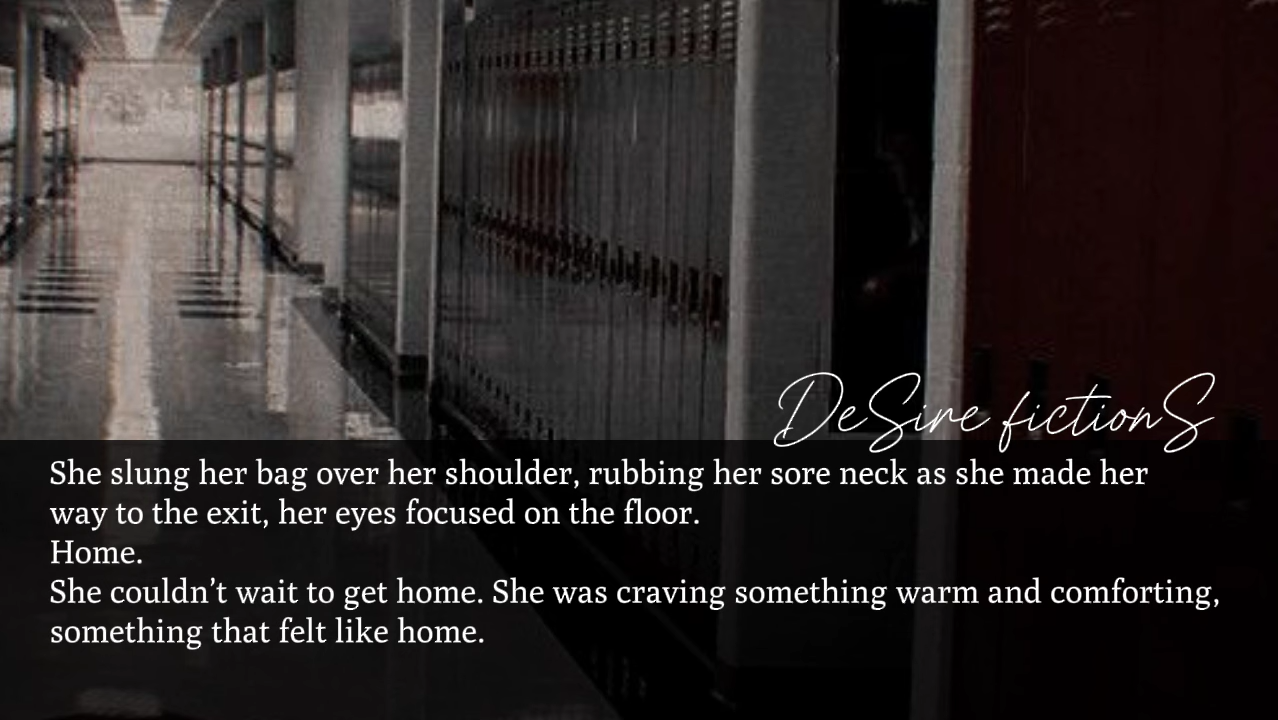 DeSire fictionS
She slung her bag over her shoulder, rubbing her sore neck as she made her
way to the exit, her eyes focused on the floor.
Home.
She couldn’t wait to get home. She was craving something warm and comforting,
something that felt like home.